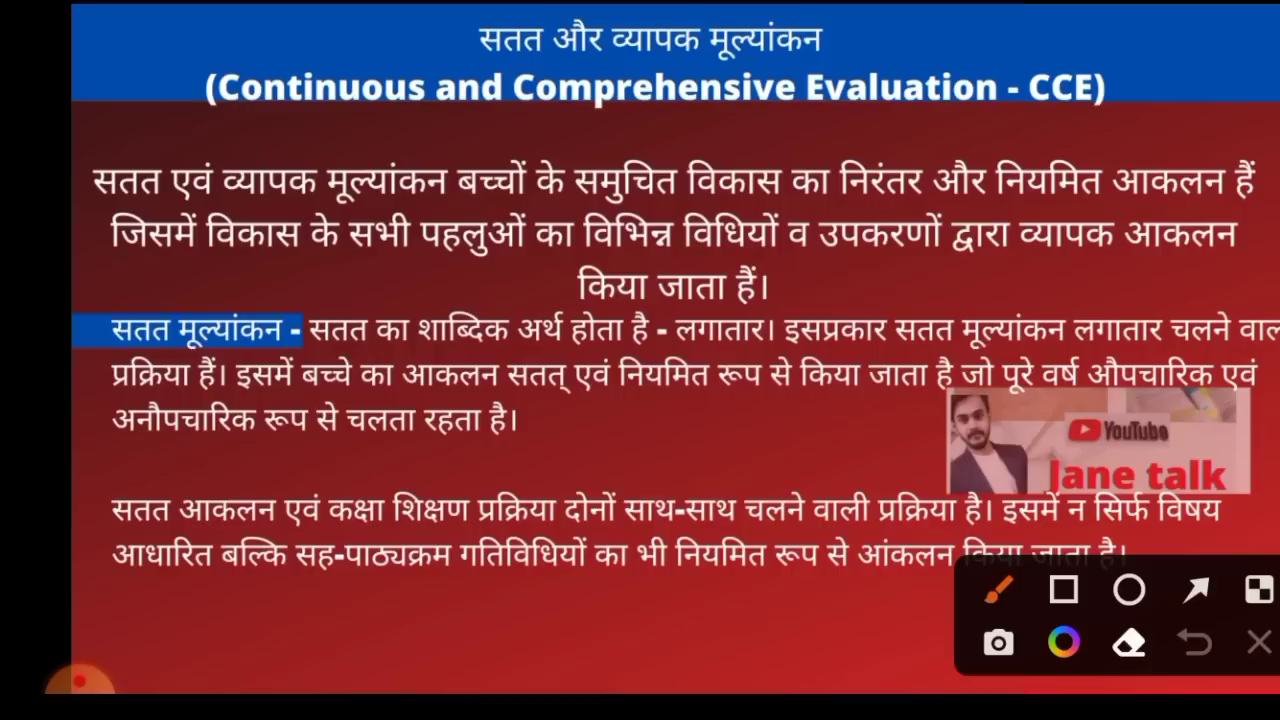 सतत और व्यापक मूल्यांकन
(Continuous and Comprehensive Evaluation - CCE)
सतत एवं व्यापक मूल्यांकन बच्चों के समुचित विकास का निरंतर और नियमित आकलन हैं
जिसमें विकास के सभी पहलुओं का विभिन्न विधियों व उपकरणों द्वारा व्यापक आकलन
किया जाता हैं।
सतत मूल्यांकन - सतत का शाब्दिक अर्थ होता है - लगातार। इसप्रकार सतत मूल्यांकन लगातार चलने वाल
प्रक्रिया हैं। इसमें बच्चे का आकलन सतत् एवं नियमित रूप से किया जाता है जो पूरे वर्ष औपचारिक एवं
अनौपचारिक रूप से चलता रहता है।
YouTube
Jane talk
सतत आकलन एवं कक्षा शिक्षण प्रक्रिया दोनों साथ-साथ चलने वाली प्रक्रिया है। इसमें न सिर्फ विषय
आधारित बल्कि सह-पाठ्यक्रम गतिविधियों का भी नियमित रूप से आंकलन किया जाता है।